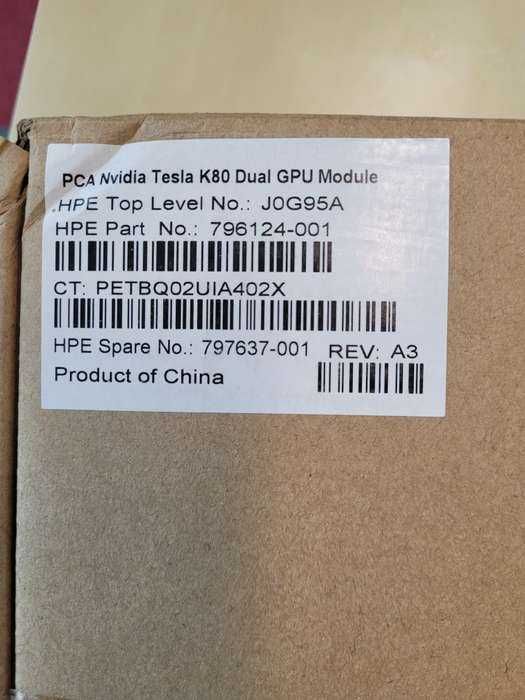 PCA Nvidia Tesla K80 Dual GPU Module
.HPE Top Level No.: J0G95A
HPE Part No.: 796124-001
CT: PETBQ02UIA402X
HPE Spare No.: 797637-001 REV: A3
Product of China